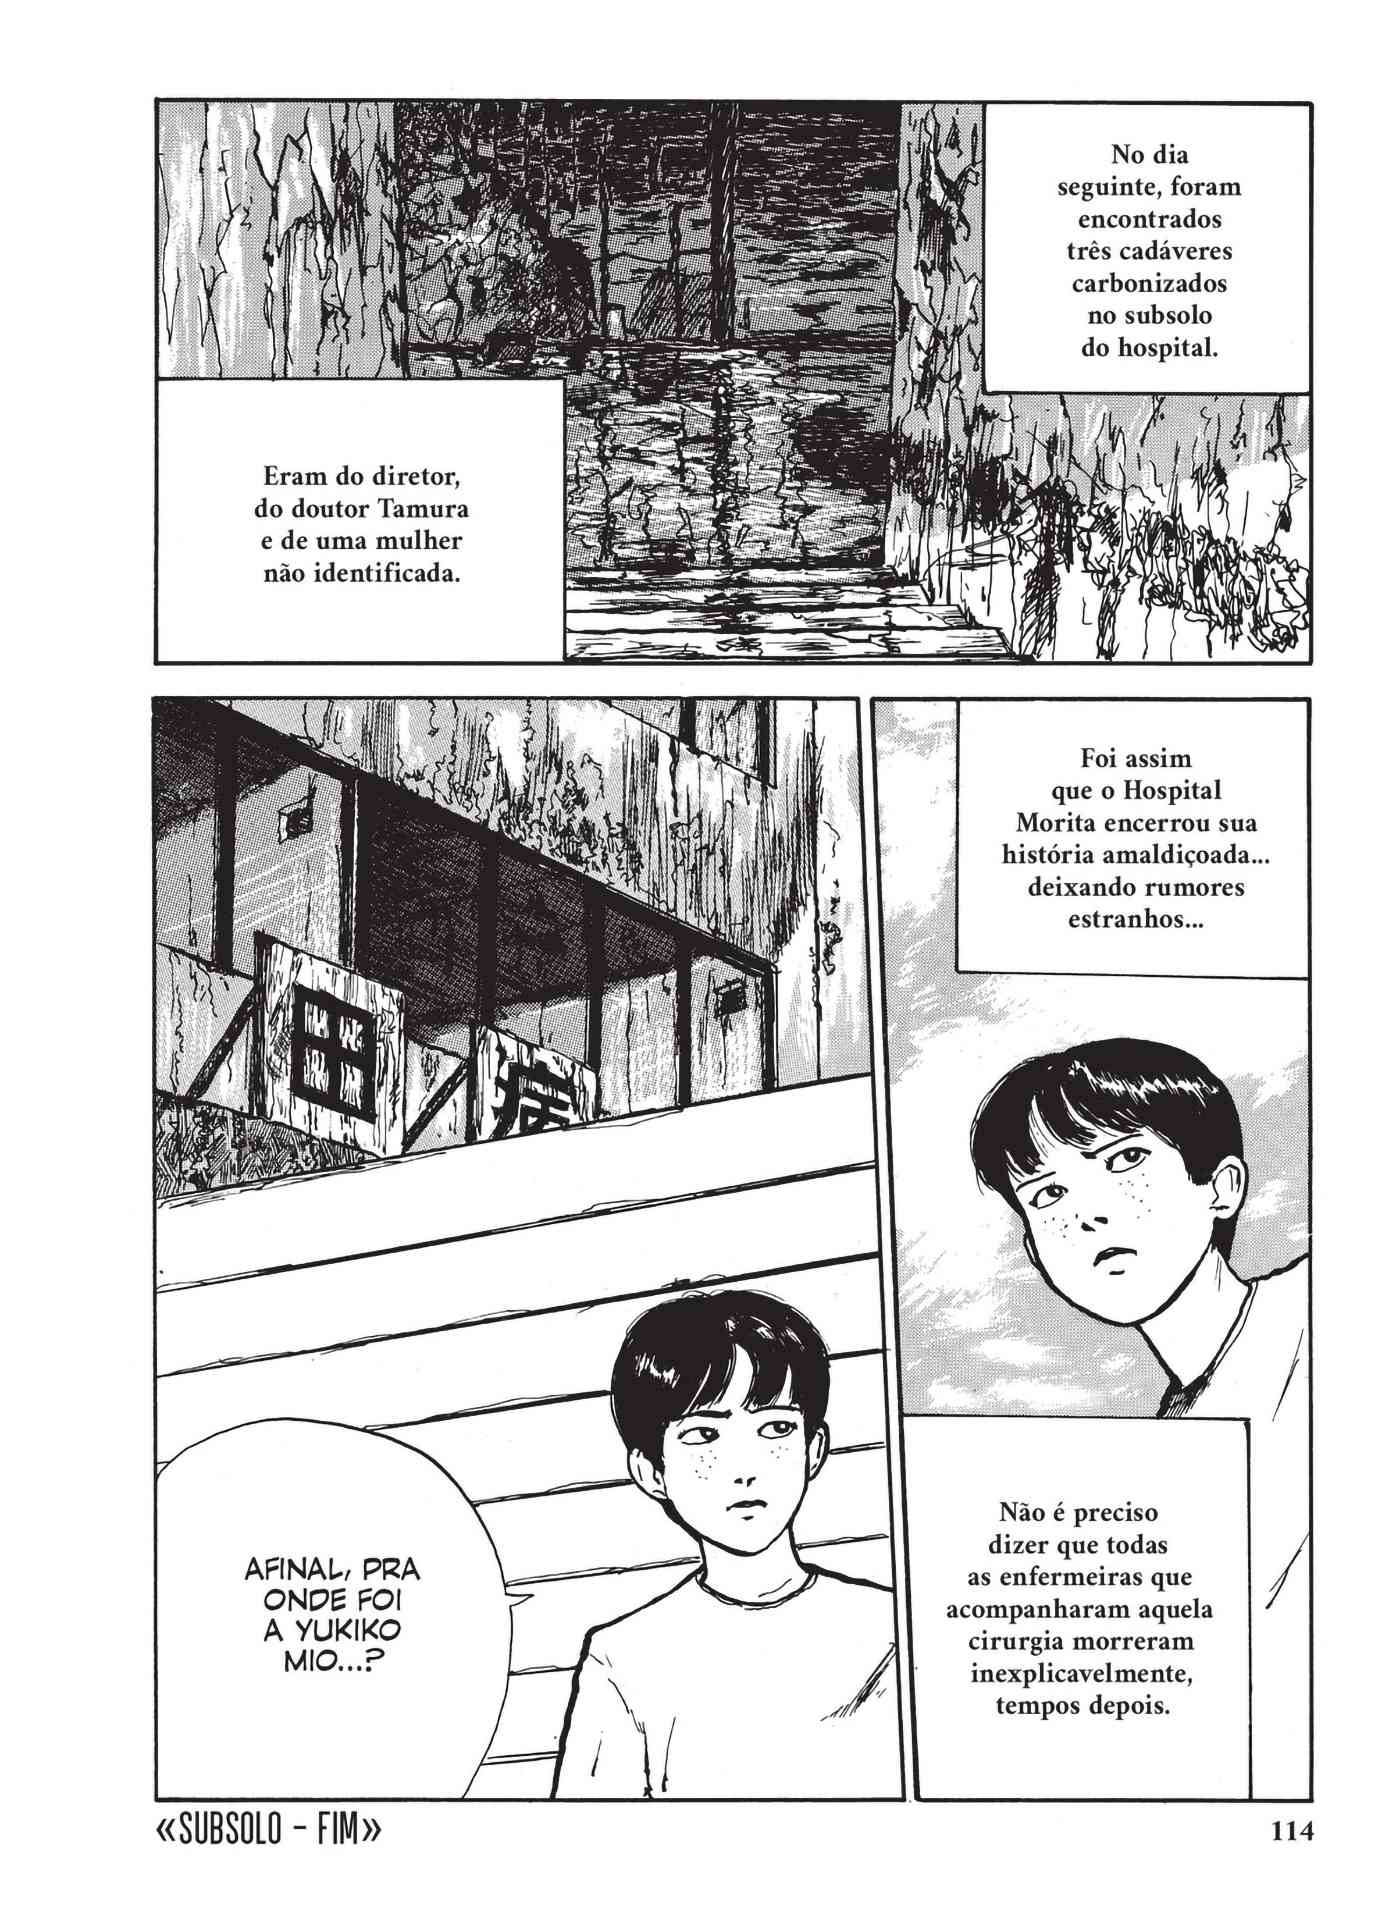 No dia
seguinte, foram
encontrados
três cadáveres
carbonizados
no subsolo
do hospital.
Eram do diretor,
do doutor Tamura
e de uma mulher
não identificada.
Foi assim
que o Hospital
Morita encerrou sua
história amaldiçoada...
deixando rumores
estranhos...
Não é preciso
dizer que todas
as enfermeiras que
acompanharam aquela
cirurgia morreram
inexplicavelmente,
tempos depois.
田
病
AFINAL, PRA
ONDE FOI
A YUKIKO
MIO...?
«SUBSOLO - FIM»
114